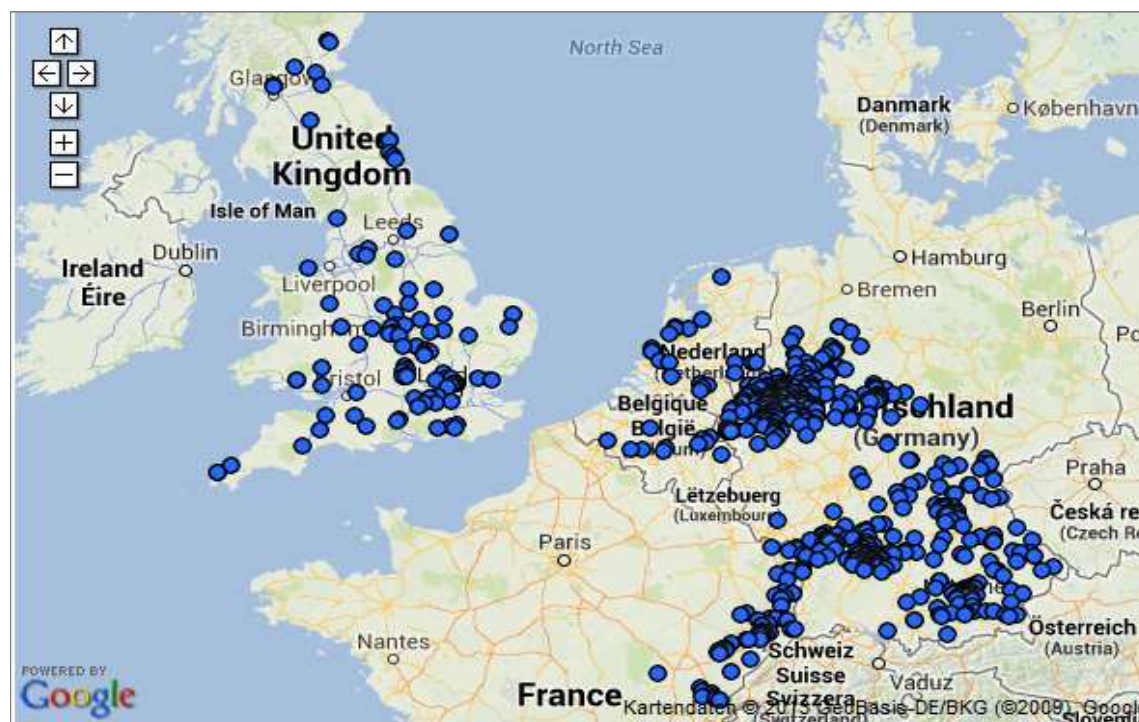 North Sea
Glasgow
Danmark
(Denmark)
København
United
Kingdom
Isle of Man
Leeds
Dublin
Hamburg
Ireland
Éire
Liverpool
Bremen
Berlin
Birmingham
Nederland
Belgique
België
(Germany)
Praha
Lëtzebuerg
(Luxembourg)
Česká re
(Czech Re
Paris
Österreich
(Austria)
Nantes
Schweiz
Suisse
Svizzera
(Switzerland)
Vaduz
France
POWERED BY
Google
Kartendaten © 2013 GeoBasis-DE/BKG (©2009), Googl